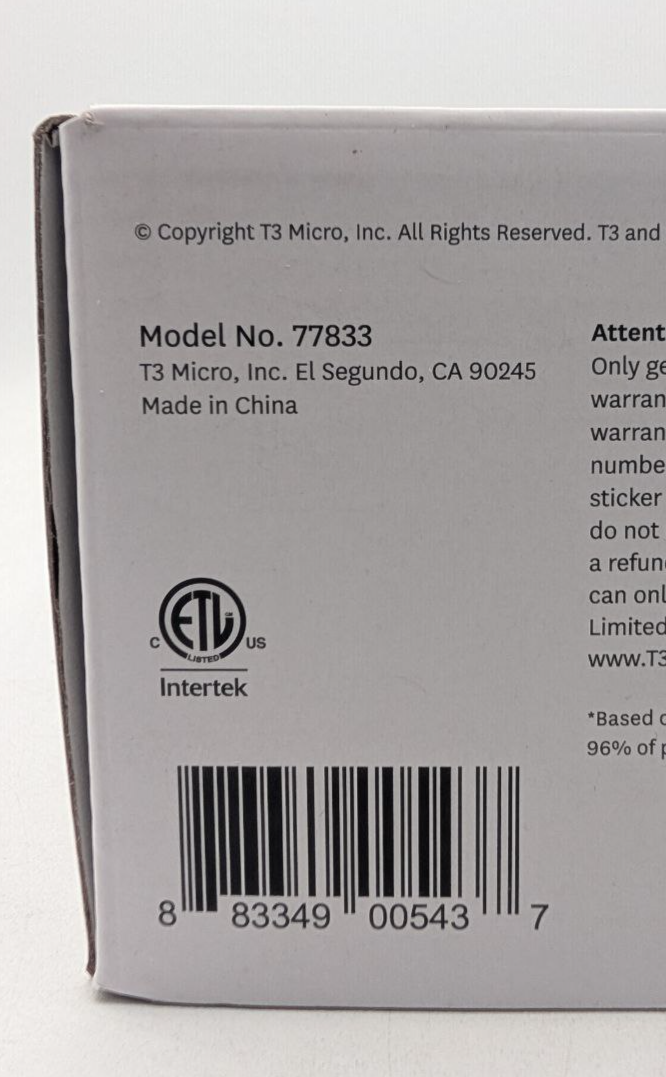 © Copyright T3 Micro, Inc. All Rights Reserved. T3 and
Model No. 77833
T3 Micro, Inc. El Segundo, CA 90245
Made in China
ETL
C US
LISTED
Intertek
8 83349 00543 7
Attent
Only ge
warran
warran
numbe
sticker
do not
a refun
can onl
Limited
www.T3
*Based o
96% of p